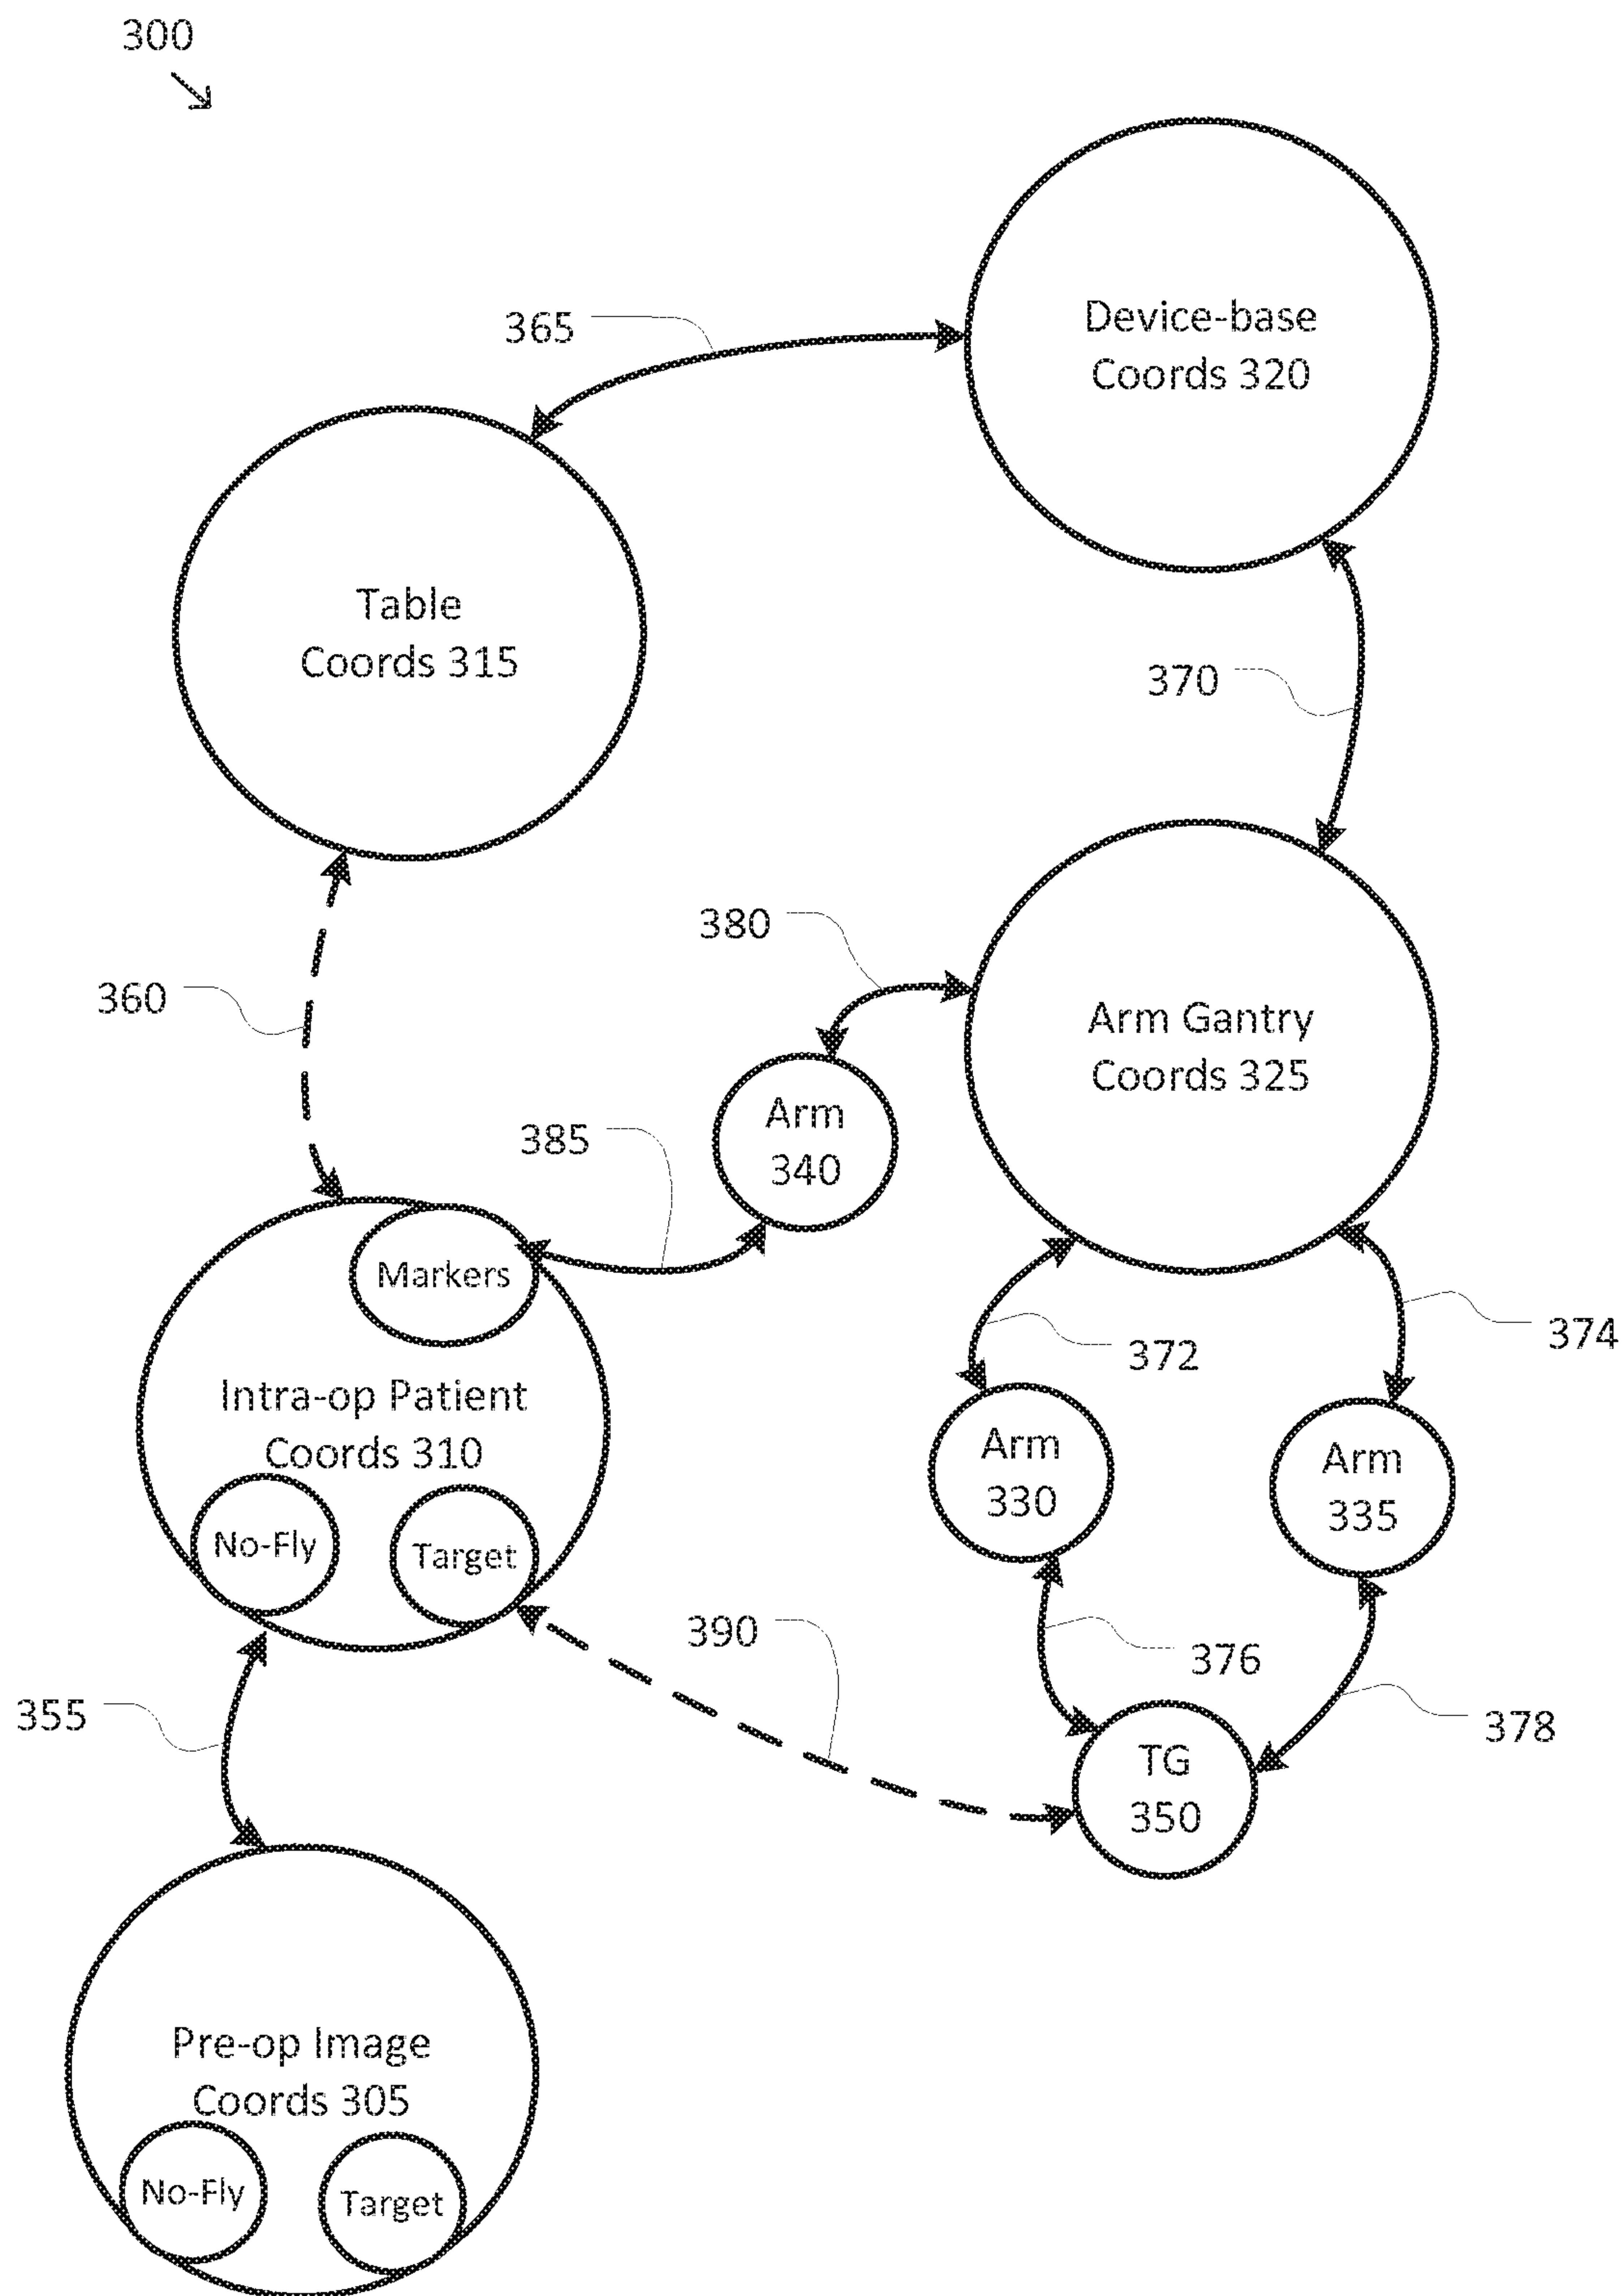 300
Device-base
Coords 320
365
Table
Coords 315
370
380
360
Arm Gantry
Coords 325
Arm
340
385
Markers
372
374
Intra-op Patient
Coords 310
Arm
330
Arm
335
No-Fly
Target
390
376
355
378
TG
350
Pre-op Image
Coords 305
No-Fly
Target